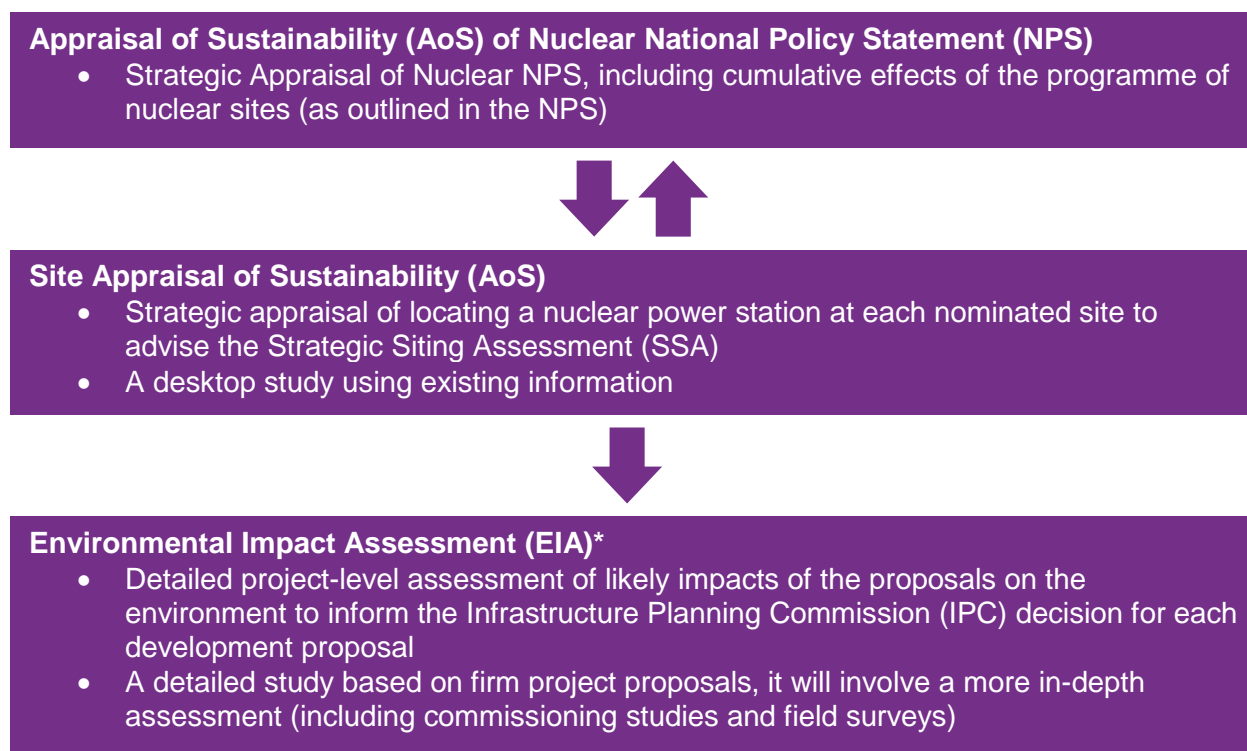 Appraisal of Sustainability (AoS) of Nuclear National Policy Statement (NPS)
• Strategic Appraisal of Nuclear NPS, including cumulative effects of the programme of
nuclear sites (as outlined in the NPS)
Site Appraisal of Sustainability (AoS)
• Strategic appraisal of locating a nuclear power station at each nominated site to
advise the Strategic Siting Assessment (SSA)
• A desktop study using existing information
Environmental Impact Assessment (EIA)*
• Detailed project-level assessment of likely impacts of the proposals on the
environment to inform the Infrastructure Planning Commission (IPC) decision for each
development proposal
• A detailed study based on firm project proposals, it will involve a more in-depth
assessment (including commissioning studies and field surveys)